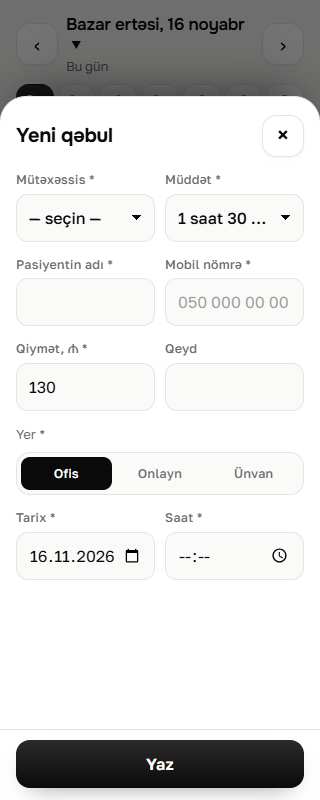 Bazar ertəsi, 16 noyabr
▼
Bu gün
Yeni qəbul
×
Mütəxəssis * Müddət *
— seçin — 1 saat 30 ...
Pasiyentin adı * Mobil nömrə *
050 000 00 00
Qiymət, ₼ * Qeyd
130
Yer *
Ofis Onlayn Ünvan
Tarix * Saat *
16.11.2026 --:--
Yaz